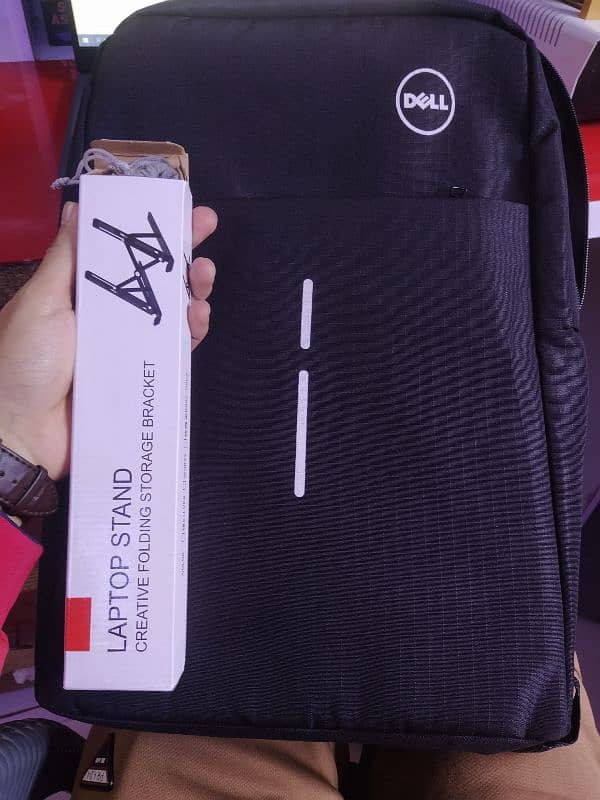 DELL
LAPTOP STAND
CREATIVE FOLDING STORAGE BRACKET